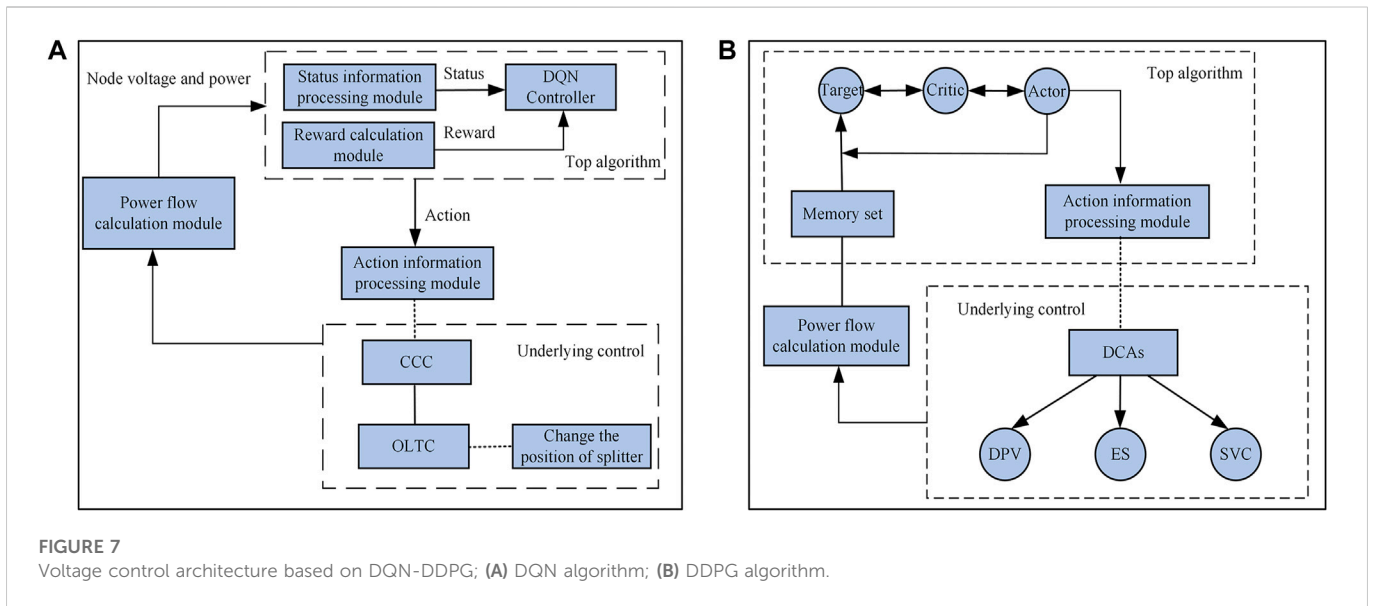 A
Node voltage and power
Status information
processing module
Status
DQN
Controller
Reward calculation
module
Reward
Top algorithm
Power flow
calculation module
Action
Action information
processing module
Underlying control
CCC
OLTC
Change the
position of splitter
B
Top algorithm
Target
Critic
Actor
Memory set
Action information
processing module
Power flow
calculation module
Underlying control
DCAs
DPV
ES
SVC
FIGURE 7
Voltage control architecture based on DQN-DDPG; (A) DQN algorithm; (B) DDPG algorithm.